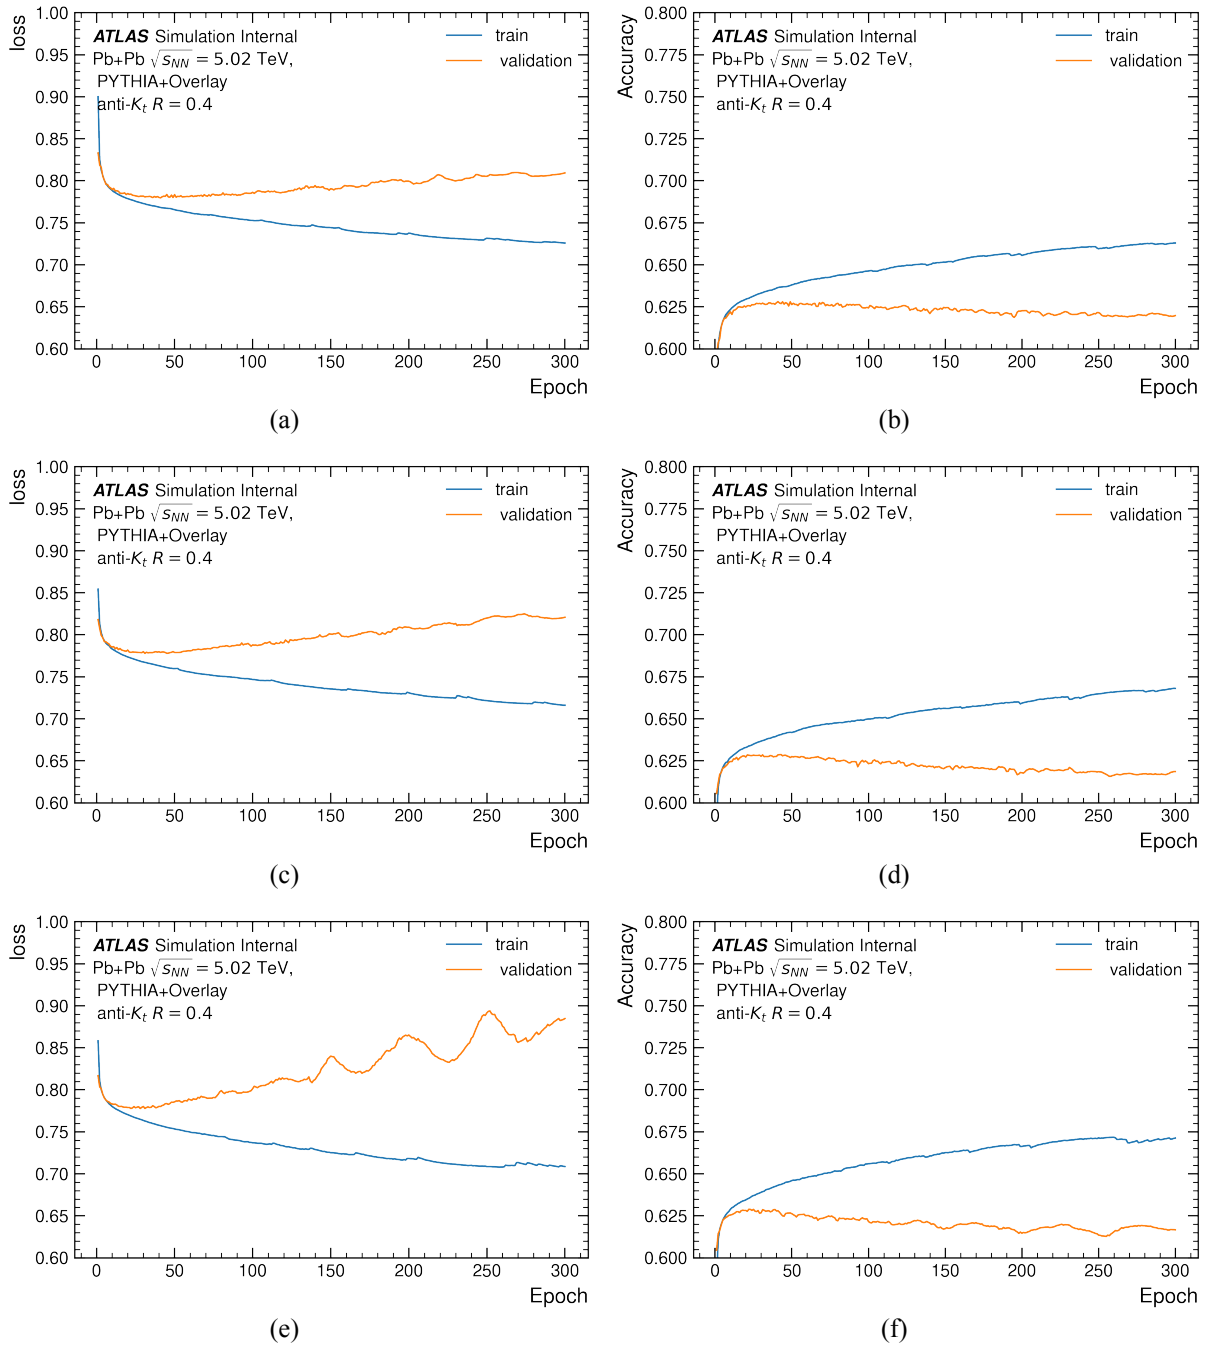 loss
1.00
0.95
0.90
0.85
0.80
0.75
0.70
0.65
0.60
ATLAS Simulation Internal
Pb+Pb √s_NN = 5.02 TeV,
PYTHIA+Overlay
anti-K_t R = 0.4
train
validation
0 50 100 150 200 250 300
Epoch
(a)
Accuracy
0.800
0.775
0.750
0.725
0.700
0.675
0.650
0.625
0.600
ATLAS Simulation Internal
Pb+Pb √s_NN = 5.02 TeV,
PYTHIA+Overlay
anti-K_t R = 0.4
train
validation
0 50 100 150 200 250 300
Epoch
(b)
loss
1.00
0.95
0.90
0.85
0.80
0.75
0.70
0.65
0.60
ATLAS Simulation Internal
Pb+Pb √s_NN = 5.02 TeV,
PYTHIA+Overlay
anti-K_t R = 0.4
train
validation
0 50 100 150 200 250 300
Epoch
(c)
Accuracy
0.800
0.775
0.750
0.725
0.700
0.675
0.650
0.625
0.600
ATLAS Simulation Internal
Pb+Pb √s_NN = 5.02 TeV,
PYTHIA+Overlay
anti-K_t R = 0.4
train
validation
0 50 100 150 200 250 300
Epoch
(d)
loss
1.00
0.95
0.90
0.85
0.80
0.75
0.70
0.65
0.60
ATLAS Simulation Internal
Pb+Pb √s_NN = 5.02 TeV,
PYTHIA+Overlay
anti-K_t R = 0.4
train
validation
0 50 100 150 200 250 300
Epoch
(e)
Accuracy
0.800
0.775
0.750
0.725
0.700
0.675
0.650
0.625
0.600
ATLAS Simulation Internal
Pb+Pb √s_NN = 5.02 TeV,
PYTHIA+Overlay
anti-K_t R = 0.4
train
validation
0 50 100 150 200 250 300
Epoch
(f)